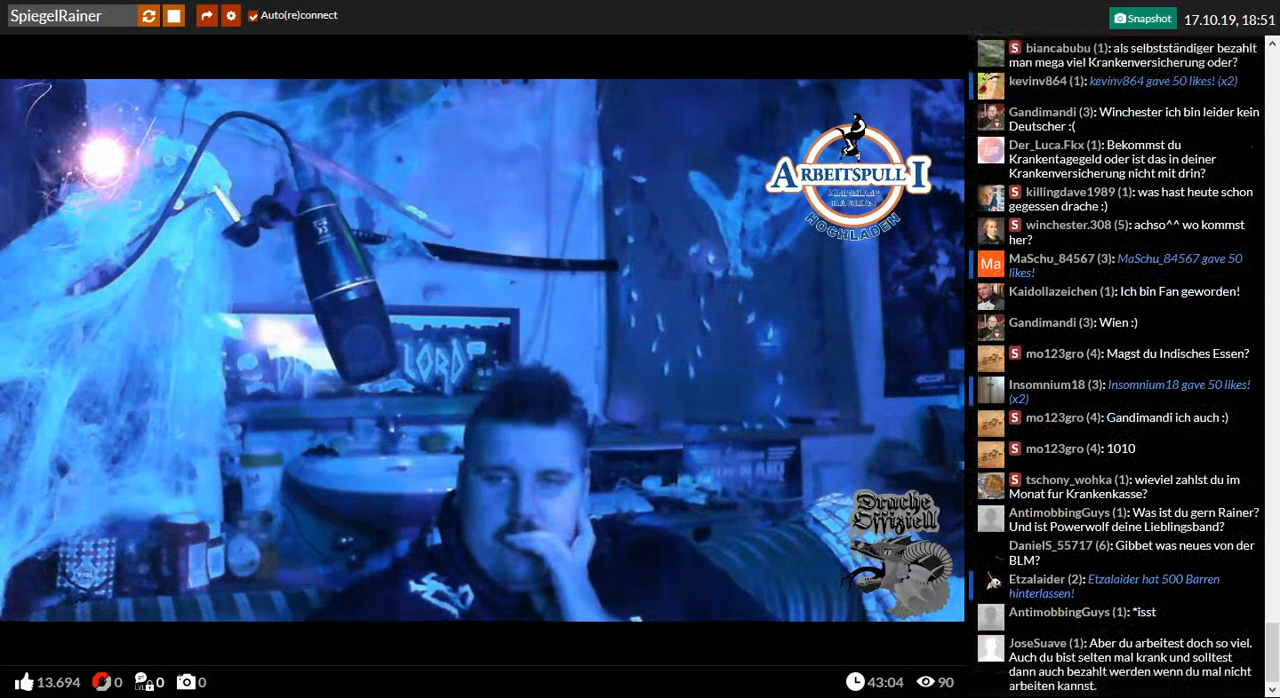 SpiegelRainer
Auto(re)connect
Snapshot
17.10.19, 18:51
ARBEITSPULLI
HOCHLADEN
LORD
Drache
Offiziell
S biancabubu (1): als selbstständiger bezahlt
man mega viel Krankenversicherung oder?
kevinv864 (1): kevinv864 gave 50 likes! (x2)
Gandimandi (3): Winchester ich bin leider kein
Deutscher :(
Der_Luca.Fkx (1): Bekommst du
Krankentagegeld oder ist das in deiner
Krankenversicherung nicht mit drin?
S killingdave1989 (1): was hast heute schon
gegessen drache :)
S winchester.308 (5): achso^^ wo kommst
her?
Ma
MaSchu_84567 (3): MaSchu_84567 gave 50
likes!
Kaidollazeichen (1): Ich bin Fan geworden!
Gandimandi (3): Wien :)
S mo123gro (4): Magst du Indisches Essen?
Insomnium18 (3): Insomnium18 gave 50 likes!
(x2)
S mo123gro (4): Gandimandi ich auch :)
S mo123gro (4): 1010
S tschony_wohka (1): wieviel zahlst du im
Monat fur Krankenkasse?
AntimobbingGuys (1): Was ist du gern Rainer?
Und ist Powerwolf deine Lieblingsband?
DanielS_55717 (6): Gibbet was neues von der
BLM?
Etzalaider (2): Etzalaider hat 500 Barren
hinterlassen!
AntimobbingGuys (1): *isst
JoseSuave (1): Aber du arbeitest doch so viel.
Auch du bist selten mal krank und solltest
dann auch bezahlt werden wenn du mal nicht
arbeiten kannst.
13.694
0
LVL 0
0
43:04
90